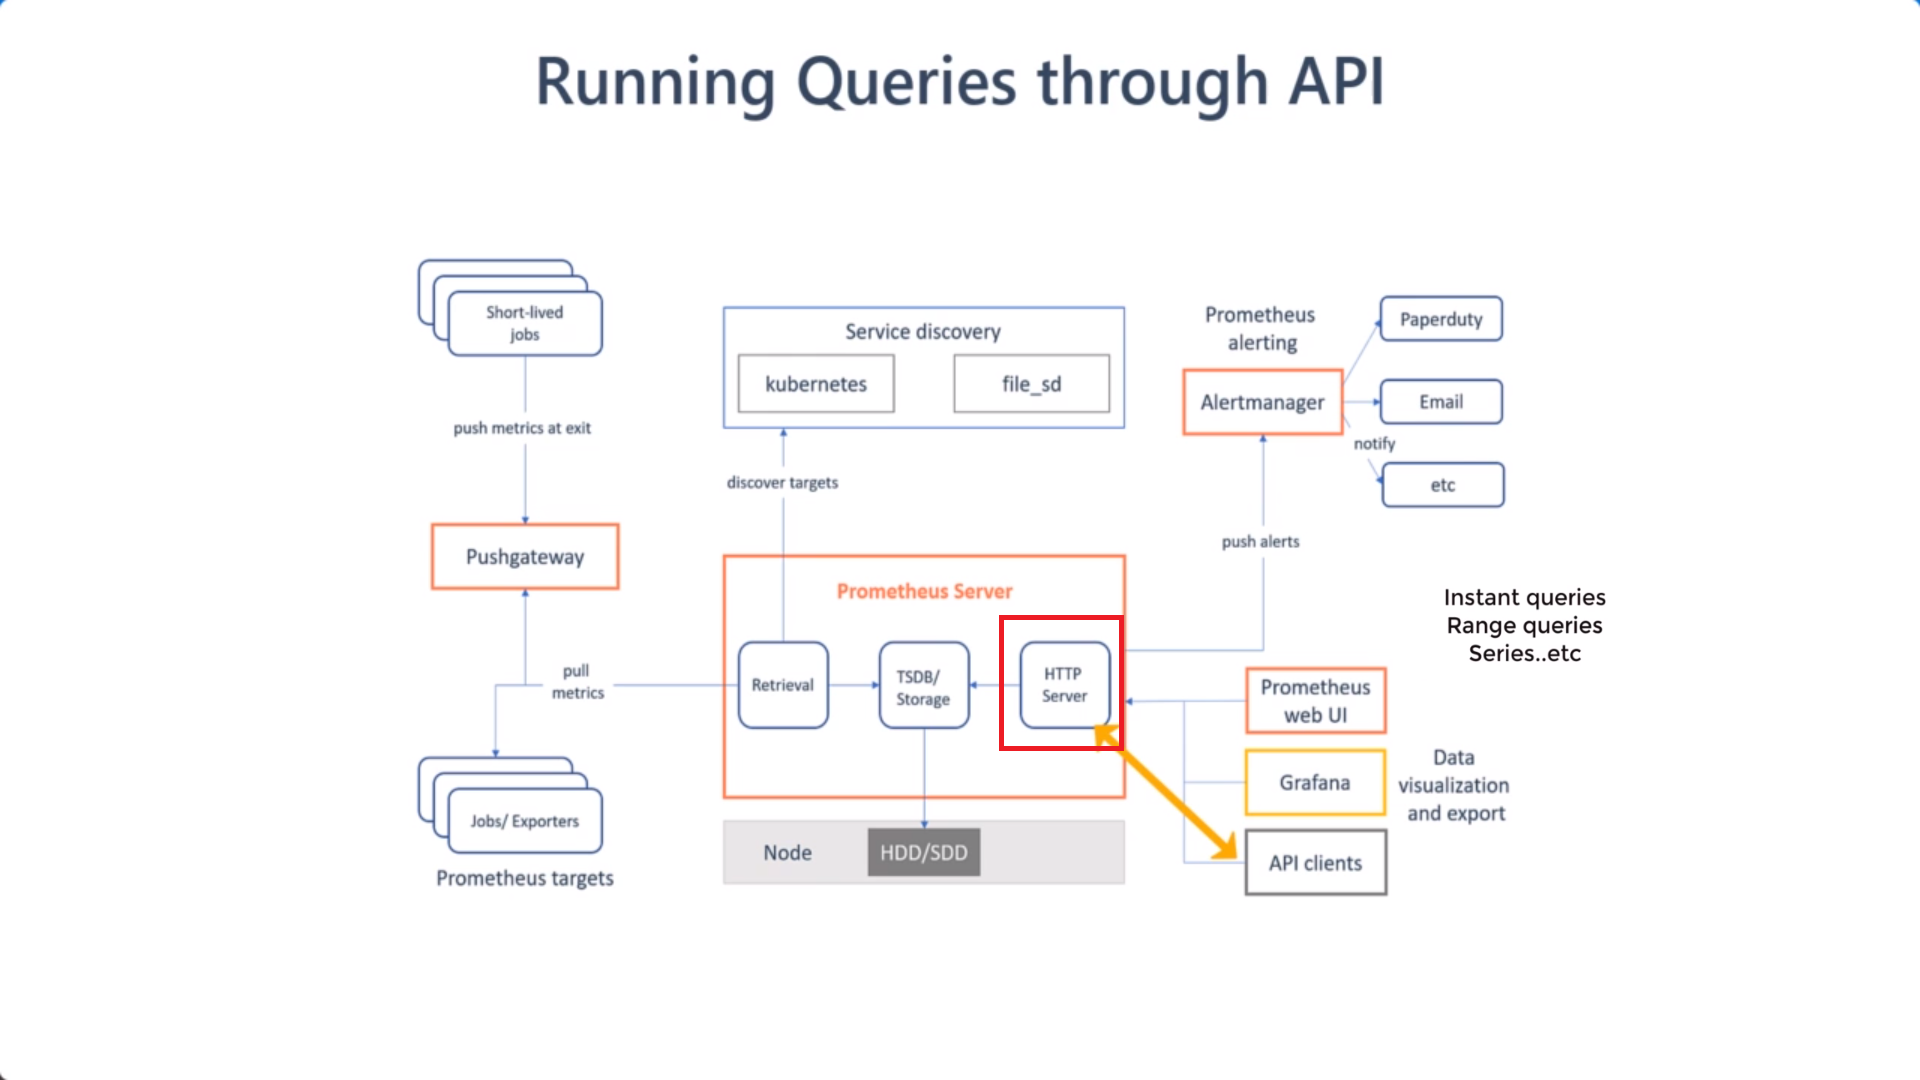 Running Queries through API
Short-lived
jobs
push metrics at exit
Pushgateway
pull
metrics
Jobs/ Exporters
Prometheus targets
Service discovery
kubernetes
file_sd
discover targets
Prometheus Server
Retrieval
TSDB/
Storage
HTTP
Server
Node
HDD/SDD
Prometheus
alerting
Alertmanager
Paperduty
Email
notify
etc
push alerts
Instant queries
Range queries
Series..etc
Prometheus
web UI
Grafana
API clients
Data
visualization
and export